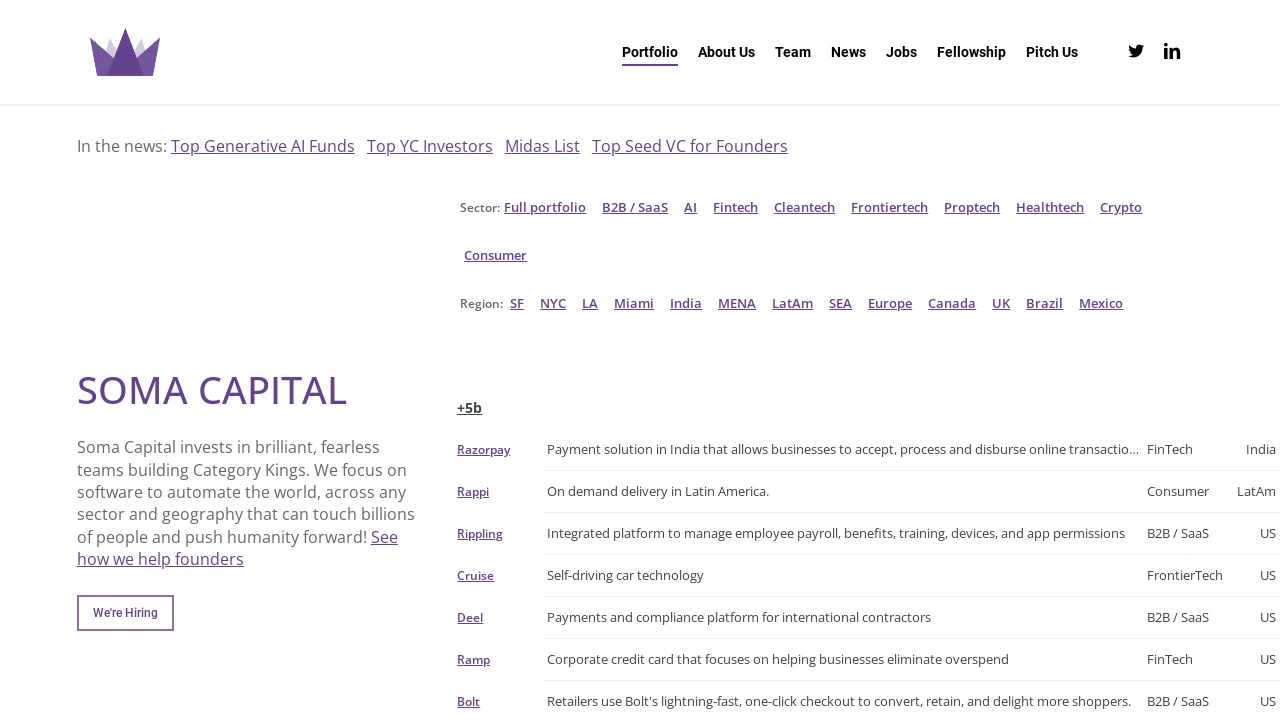 Portfolio About Us Team News Jobs Fellowship Pitch Us
In the news: Top Generative AI Funds Top YC Investors Midas List Top Seed VC for Founders
Sector: Full portfolio B2B / SaaS AI Fintech Cleantech Frontiertech Proptech Healthtech Crypto
Consumer
Region: SF NYC LA Miami India MENA LatAm SEA Europe Canada UK Brazil Mexico
SOMA CAPITAL
Soma Capital invests in brilliant, fearless
teams building Category Kings. We focus on
software to automate the world, across any
sector and geography that can touch billions
of people and push humanity forward! See
how we help founders
We're Hiring
+5b
Razorpay Payment solution in India that allows businesses to accept, process and disburse online transactio... FinTech India
Rappi On demand delivery in Latin America. Consumer LatAm
Rippling Integrated platform to manage employee payroll, benefits, training, devices, and app permissions B2B / SaaS US
Cruise Self-driving car technology FrontierTech US
Deel Payments and compliance platform for international contractors B2B / SaaS US
Ramp Corporate credit card that focuses on helping businesses eliminate overspend FinTech US
Bolt Retailers use Bolt's lightning-fast, one-click checkout to convert, retain, and delight more shoppers. B2B / SaaS US